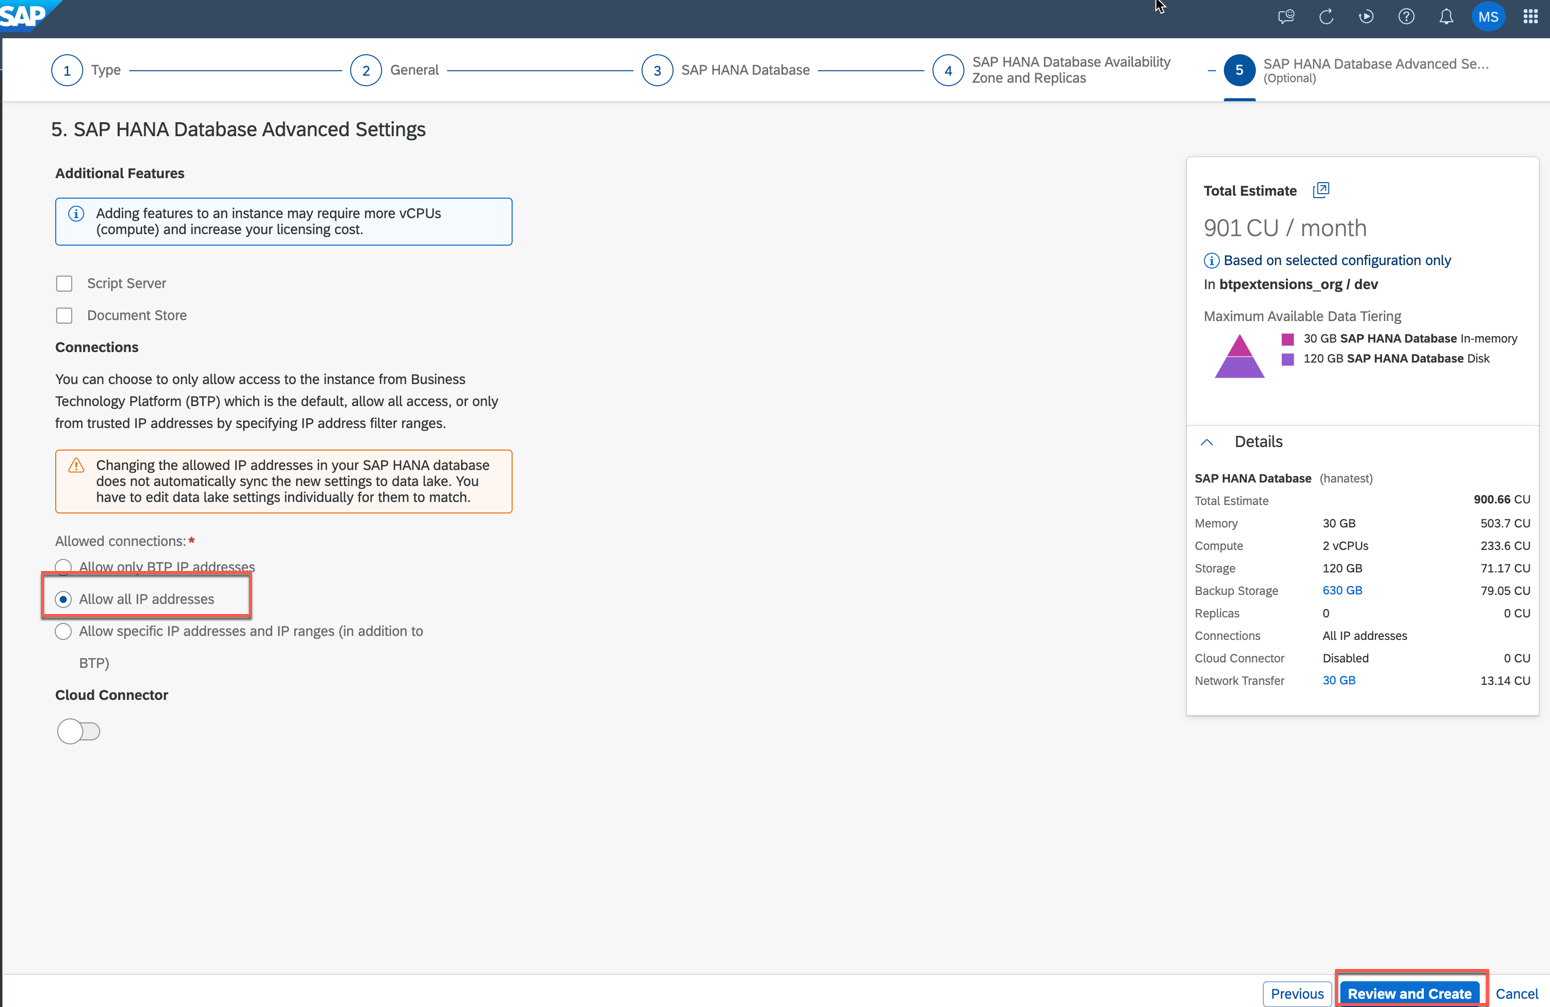 SAP
MS
1 Type
2 General
3 SAP HANA Database
4 SAP HANA Database Availability
Zone and Replicas
5 SAP HANA Database Advanced Se...
(Optional)
5. SAP HANA Database Advanced Settings
Additional Features
Adding features to an instance may require more vCPUs
(compute) and increase your licensing cost.
Script Server
Document Store
Connections
You can choose to only allow access to the instance from Business
Technology Platform (BTP) which is the default, allow all access, or only
from trusted IP addresses by specifying IP address filter ranges.
Changing the allowed IP addresses in your SAP HANA database
does not automatically sync the new settings to data lake. You
have to edit data lake settings individually for them to match.
Allowed connections:*
Allow only BTP IP addresses
Allow all IP addresses
Allow specific IP addresses and IP ranges (in addition to
BTP)
Cloud Connector
Total Estimate
901 CU / month
Based on selected configuration only
In btpextensions_org / dev
Maximum Available Data Tiering
30 GB SAP HANA Database In-memory
120 GB SAP HANA Database Disk
Details
SAP HANA Database (hanatest)
Total Estimate 900.66 CU
Memory 30 GB 503.7 CU
Compute 2 vCPUs 233.6 CU
Storage 120 GB 71.17 CU
Backup Storage 630 GB 79.05 CU
Replicas 0 0 CU
Connections All IP addresses
Cloud Connector Disabled 0 CU
Network Transfer 30 GB 13.14 CU
Previous Review and Create Cancel